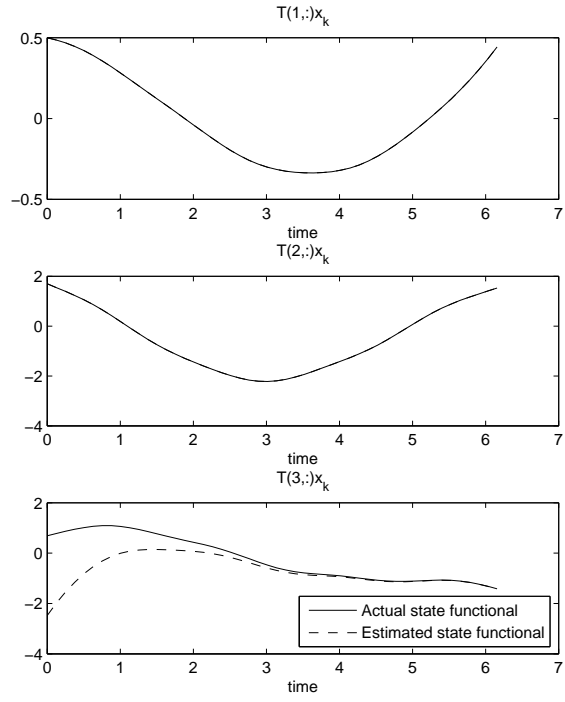 T(1,:)x_k
0.5
0
−0.5
0 1 2 3 4 5 6 7
time
T(2,:)x_k
2
0
−2
−4
0 1 2 3 4 5 6 7
time
T(3,:)x_k
2
0
−2
−4
Actual state functional
Estimated state functional
0 1 2 3 4 5 6 7
time